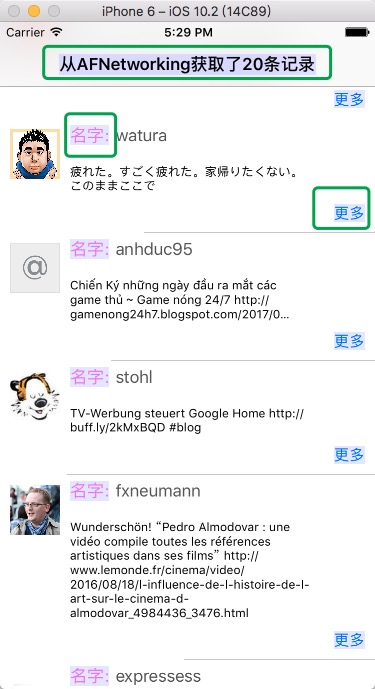 iPhone 6 – iOS 10.2 (14C89)
Carrier 5:29 PM
从AFNetworking获取了20条记录
更多
名字: watura
疲れた。すごく疲れた。家帰りたくない。
このままここで
更多
名字: anhduc95
@
Chiến Ký những ngày đầu ra mắt các
game thủ ~ Game nóng 24/7 http://
gamenong24h7.blogspot.com/2017/0...
更多
名字: stohl
TV-Werbung steuert Google Home http://
buff.ly/2kMxBQD #blog
更多
名字: fxneumann
Wunderschön! “Pedro Almodovar : une
vidéo compile toutes les références
artistiques dans ses films” http://
www.lemonde.fr/cinema/video/
2016/08/18/l-influence-de-l-histoire-de-l-
art-sur-le-cinema-d-
almodovar_4984436_3476.html
更多
名字: expressess